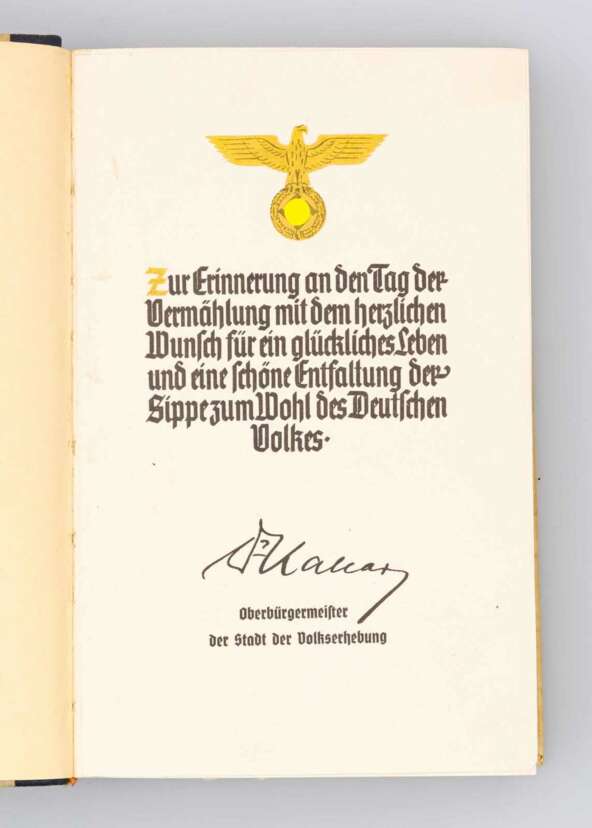 Zur Erinnerung an den Tag der
Vermählung mit dem herzlichen
Wunsch für ein glückliches Leben
und eine schöne Entfaltung der
Sippe zum Wohl des Deutschen
Volkes.
Oberbürgermeister
der Stadt der Volkserhebung